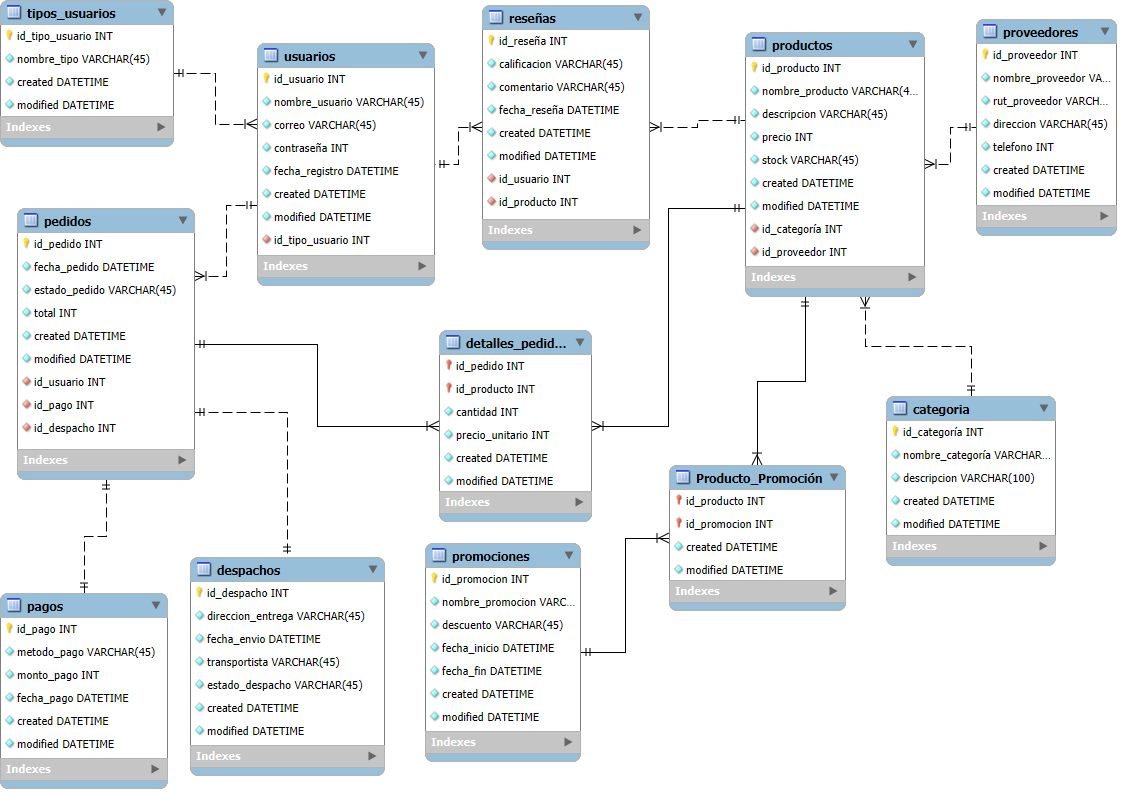 tipos_usuarios
id_tipo_usuario INT
nombre_tipo VARCHAR(45)
created DATETIME
modified DATETIME
Indexes
usuarios
id_usuario INT
nombre_usuario VARCHAR(45)
correo VARCHAR(45)
contraseña INT
fecha_registro DATETIME
created DATETIME
modified DATETIME
id_tipo_usuario INT
Indexes
reseñas
id_reseña INT
calificacion VARCHAR(45)
comentario VARCHAR(45)
fecha_reseña DATETIME
created DATETIME
modified DATETIME
id_usuario INT
id_producto INT
Indexes
productos
id_producto INT
nombre_producto VARCHAR(4...
descripcion VARCHAR(45)
precio INT
stock VARCHAR(45)
created DATETIME
modified DATETIME
id_categoría INT
id_proveedor INT
Indexes
proveedores
id_proveedor INT
nombre_proveedor VA...
rut_proveedor VARCH...
direccion VARCHAR(45)
telefono INT
created DATETIME
modified DATETIME
Indexes
pedidos
id_pedido INT
fecha_pedido DATETIME
estado_pedido VARCHAR(45)
total INT
created DATETIME
modified DATETIME
id_usuario INT
id_pago INT
id_despacho INT
Indexes
detalles_pedid...
id_pedido INT
id_producto INT
cantidad INT
precio_unitario INT
created DATETIME
modified DATETIME
Indexes
categoria
id_categoría INT
nombre_categoría VARCHAR...
descripcion VARCHAR(100)
created DATETIME
modified DATETIME
Indexes
Producto_Promoción
id_producto INT
id_promocion INT
created DATETIME
modified DATETIME
Indexes
pagos
id_pago INT
metodo_pago VARCHAR(45)
monto_pago INT
fecha_pago DATETIME
created DATETIME
modified DATETIME
Indexes
despachos
id_despacho INT
direccion_entrega VARCHAR(45)
fecha_envio DATETIME
transportista VARCHAR(45)
estado_despacho VARCHAR(45)
created DATETIME
modified DATETIME
Indexes
promociones
id_promocion INT
nombre_promocion VARC...
descuento VARCHAR(45)
fecha_inicio DATETIME
fecha_fin DATETIME
created DATETIME
modified DATETIME
Indexes